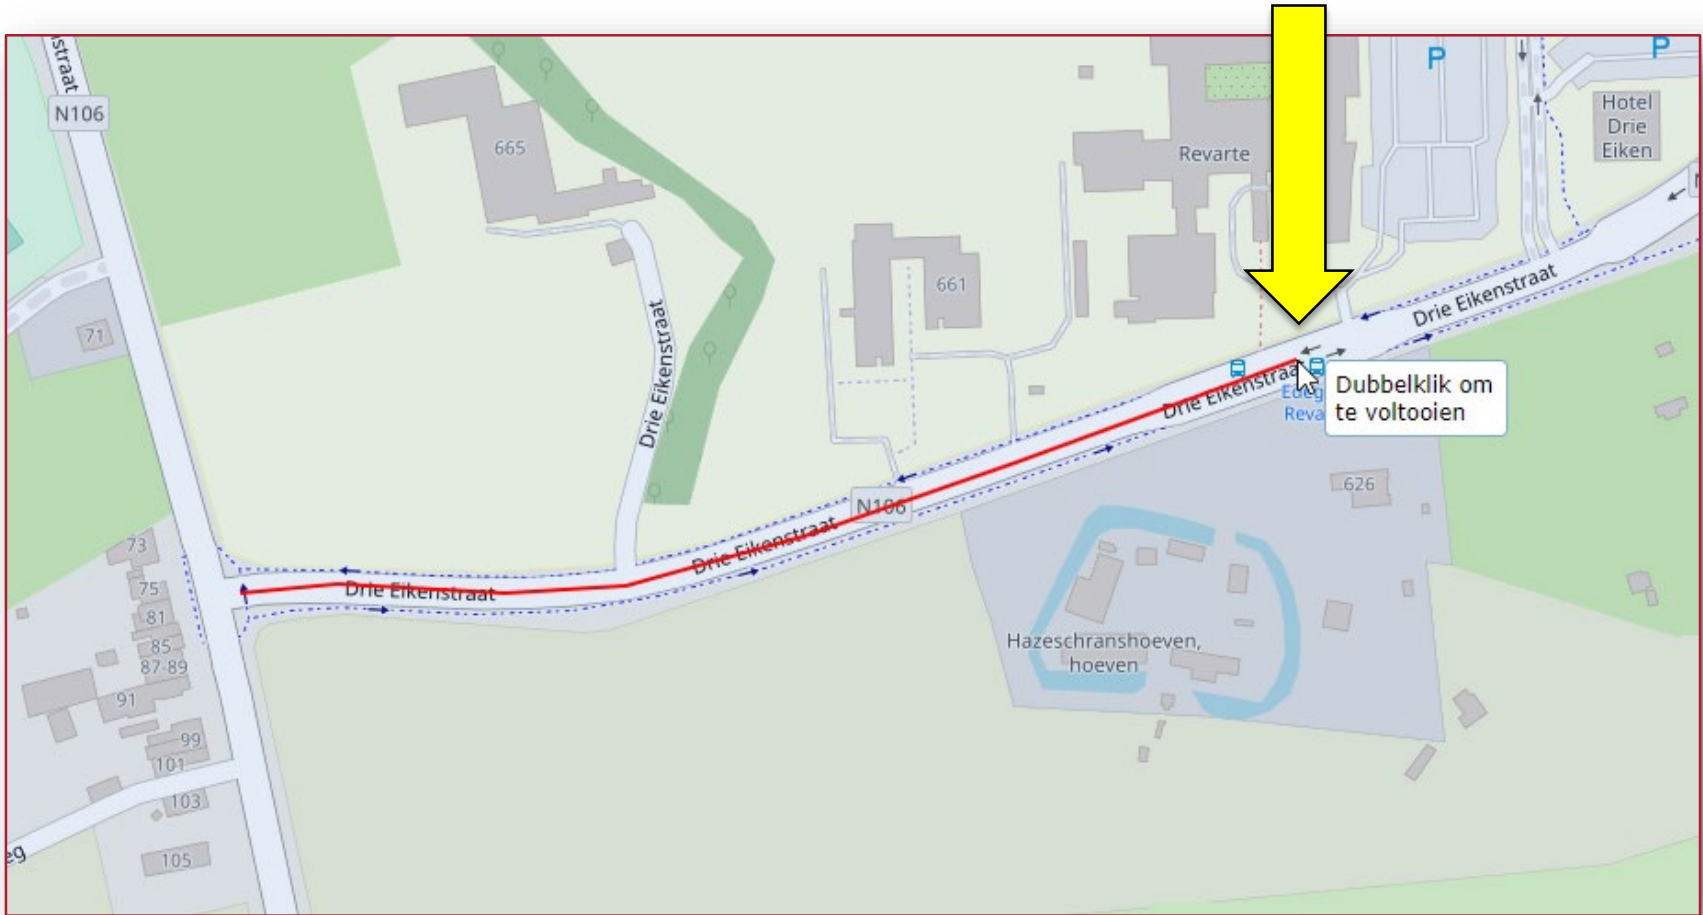 straat
N106
665
P
P
Hotel
Drie
Eiken
Revarte
661
71
Drie Eikenstraat
Drie Eikenstraat
Drie Eikenstraat
Dubbelklik om
te voltooien
626
N106
Drie Eikenstraat
Drie Eikenstraat
73
75
81
85
87-89
91
99
101
103
105
Hazeschranshoeven,
hoeven